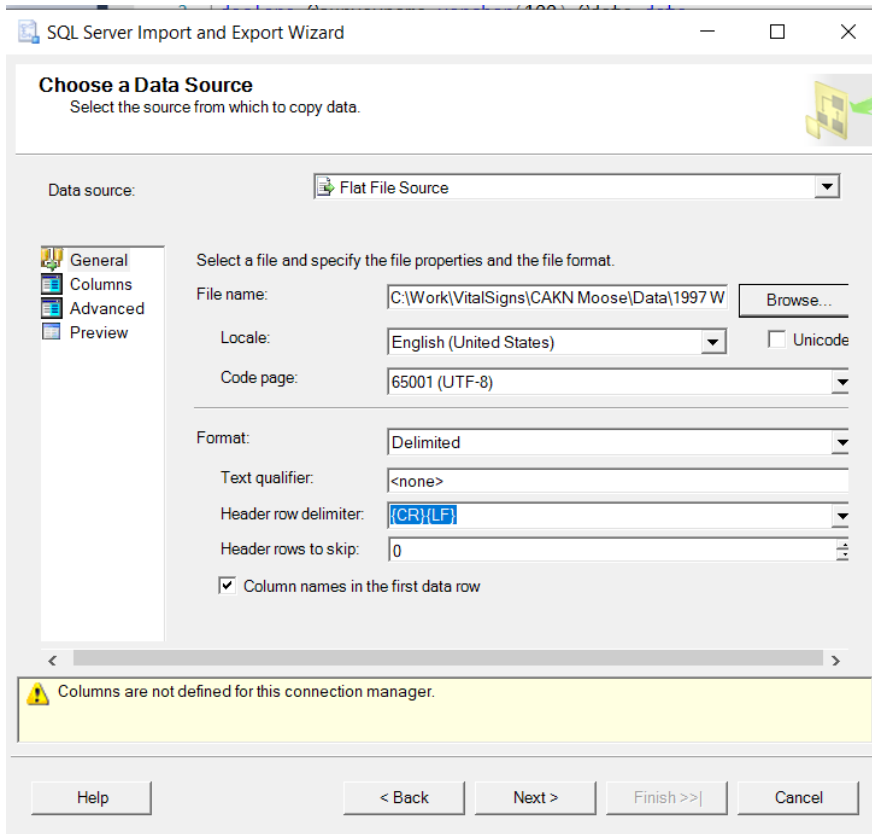 SQL Server Import and Export Wizard
Choose a Data Source
Select the source from which to copy data.
Data source:
Flat File Source
General
Columns
Advanced
Preview
Select a file and specify the file properties and the file format.
File name:
C:\Work\VitalSigns\CAKN Moose\Data\1997 W
Browse...
Locale:
English (United States)
Unicode
Code page:
65001 (UTF-8)
Format:
Delimited
Text qualifier:
<none>
Header row delimiter:
{CR}{LF}
Header rows to skip:
0
Column names in the first data row
Columns are not defined for this connection manager.
Help
< Back
Next >
Finish >>|
Cancel